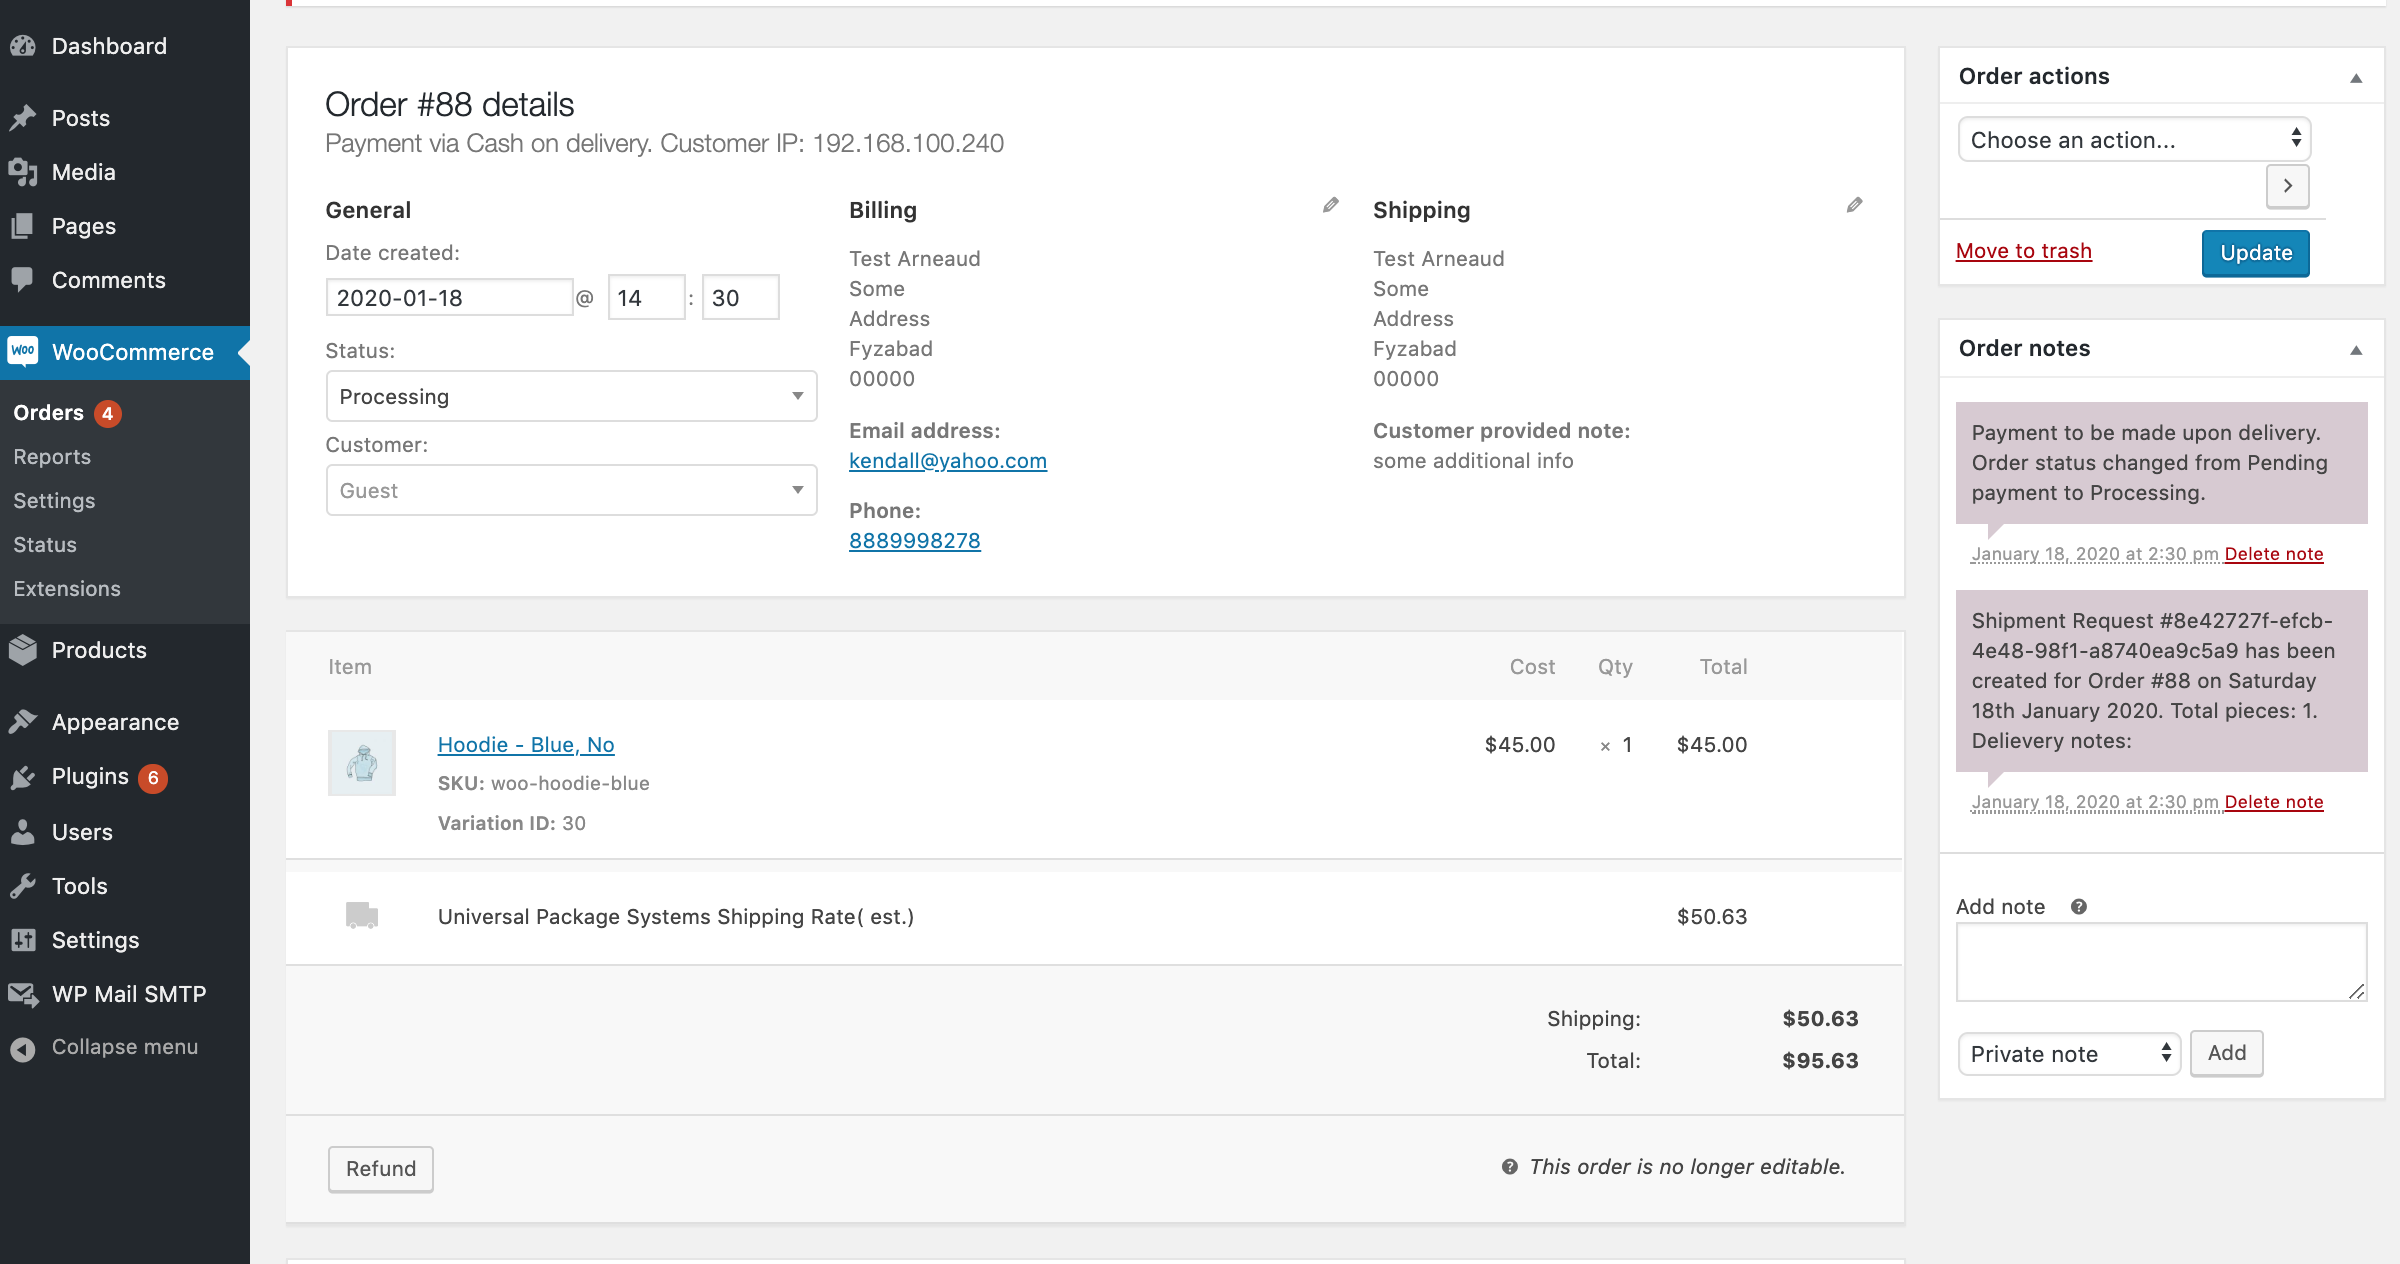 Dashboard
Posts
Media
Pages
Comments
Woo WooCommerce
Orders 4
Reports
Settings
Status
Extensions
Products
Appearance
Plugins 6
Users
Tools
Settings
WP Mail SMTP
Collapse menu
Order #88 details
Payment via Cash on delivery. Customer IP: 192.168.100.240
General
Date created:
2020-01-18 @ 14 : 30
Status:
Processing
Customer:
Guest
Billing
Test Arneaud
Some
Address
Fyzabad
00000
Email address:
kendall@yahoo.com
Phone:
8889998278
Shipping
Test Arneaud
Some
Address
Fyzabad
00000
Customer provided note:
some additional info
Item Cost Qty Total
Hoodie - Blue, No $45.00 × 1 $45.00
SKU: woo-hoodie-blue
Variation ID: 30
Universal Package Systems Shipping Rate( est.) $50.63
Shipping: $50.63
Total: $95.63
Refund
? This order is no longer editable.
Order actions
Choose an action...
Move to trash Update
Order notes
Payment to be made upon delivery.
Order status changed from Pending
payment to Processing.
January 18, 2020 at 2:30 pm Delete note
Shipment Request #8e42727f-efcb-
4e48-98f1-a8740ea9c5a9 has been
created for Order #88 on Saturday
18th January 2020. Total pieces: 1.
Delievery notes:
January 18, 2020 at 2:30 pm Delete note
Add note ?
Private note Add